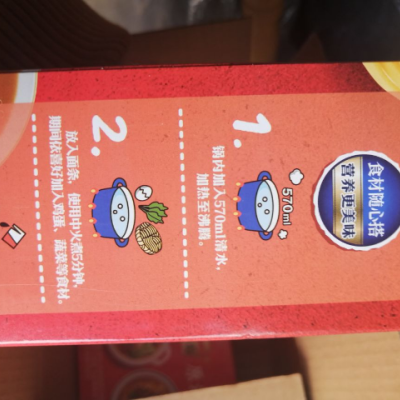 食材随心搭
营养更美味
1.
570ml
锅内加入570ml清水，
加热至沸腾。
2.
放入面条，使用中火煮5分钟，
期间依喜好加入鸡蛋、蔬菜等食材。